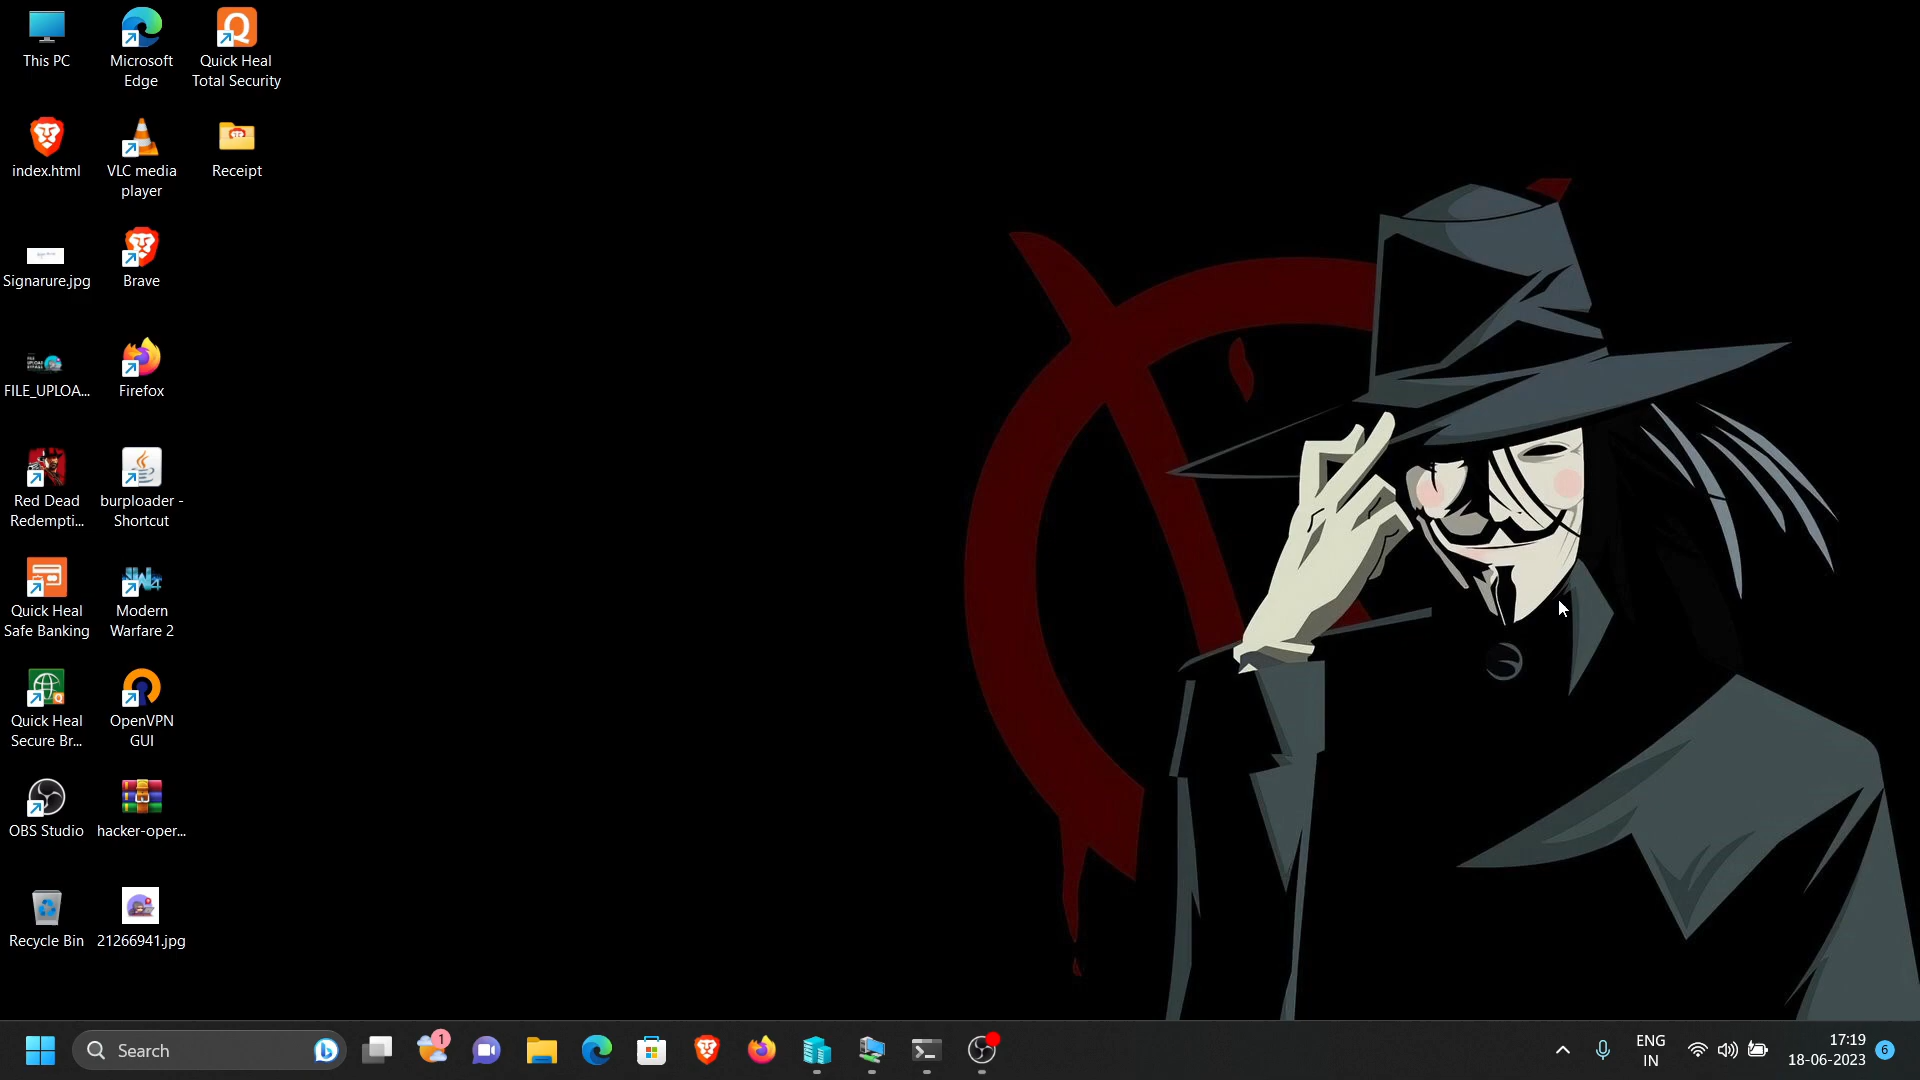 This PC
Microsoft
Edge
Quick Heal
Total Security
index.html
VLC media
player
Receipt
Signarure.jpg
Brave
FILE_UPLOA...
Firefox
Red Dead
Redempti...
burploader -
Shortcut
Quick Heal
Safe Banking
Modern
Warfare 2
Quick Heal
Secure Br...
OpenVPN
GUI
OBS Studio
hacker-oper...
Recycle Bin
21266941.jpg
Search
1
ENG
IN
17:19
18-06-2023
6